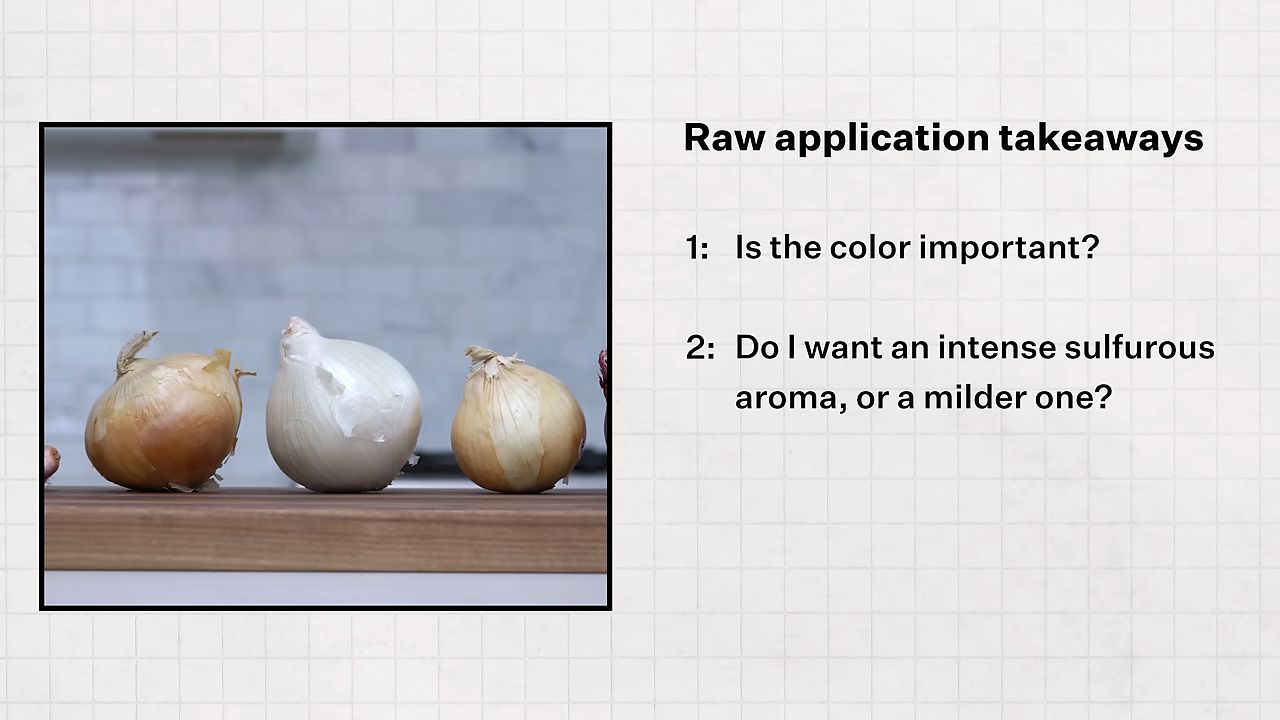 Raw application takeaways
1: Is the color important?
2: Do I want an intense sulfurous
aroma, or a milder one?